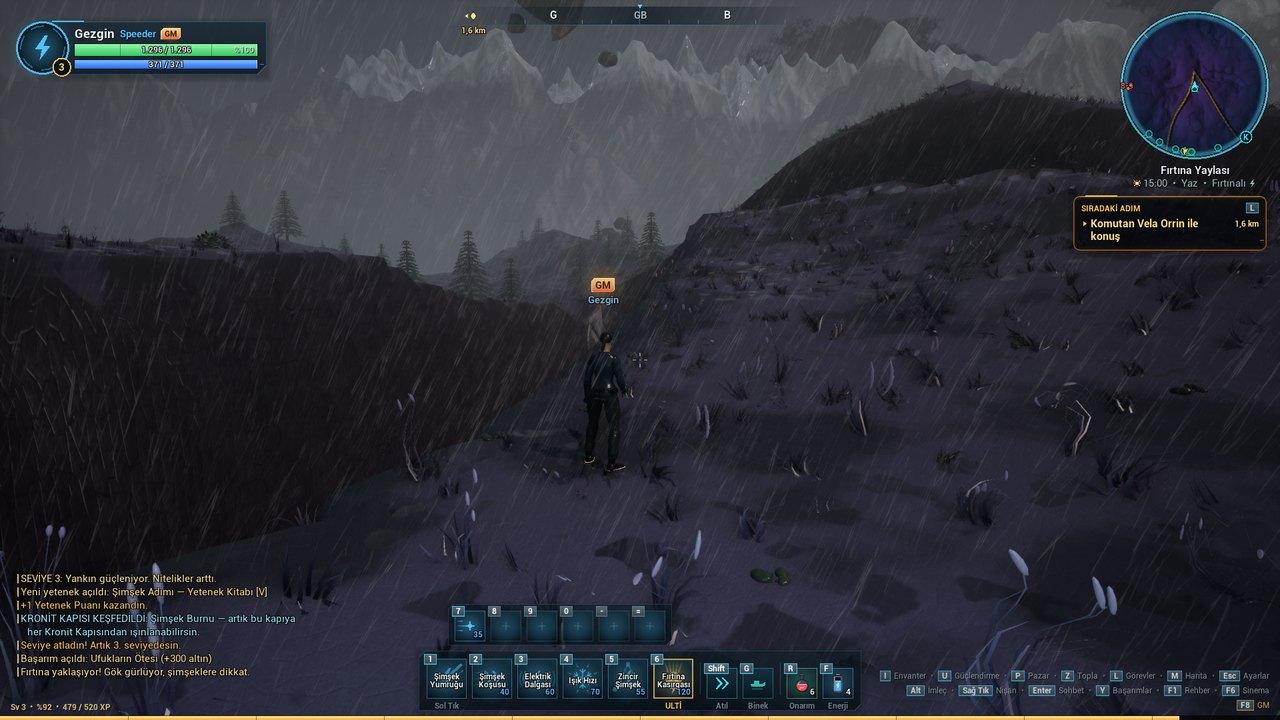 Gezgin Speeder GM
1.296 / 1.296 %100
371 / 371
3
G GB B
1,6 km
K
Fırtına Yaylası
15:00 • Yaz • Fırtınalı
SIRADAKİ ADIM L
Komutan Vela Orrin ile konuş 1,6 km
GM
Gezgin
SEVİYE 3: Yankın güçleniyor. Nitelikler arttı.
Yeni yetenek açıldı: Şimşek Adımı — Yetenek Kitabı [V]
+1 Yetenek Puanı kazandın.
KRONİT KAPISI KEŞFEDİLDİ: Şimşek Burnu — artık bu kapıya
her Kronit Kapısından ışınlanabilirsin.
Seviye atladın! Artık 3. seviyedesin.
Başarım açıldı: Ufukların Ötesi (+300 altın)
Fırtına yaklaşıyor! Gök gürlüyor, şimşeklere dikkat.
7 8 9 0 - =
35
1 2 3 4 5 6 Shift G R F
Şimşek Yumruğu
Şimşek Koşusu 40
Elektrik Dalgası 60
Işık Hızı 70
Zincir Şimşek 55
Fırtına Kasırgası 120
6 4
Sol Tık ULTİ Atıl Binek Onarım Enerji
I Envanter • U Güçlendirme • P Pazar • Z Topla • L Görevler • M Harita • Esc Ayarlar
Alt İmleç • Sağ Tık Nişan • Enter Sohbet • Y Başarımlar • F1 Rehber • F6 Sinema
F8 GM
Sv 3 • %92 • 479 / 520 XP